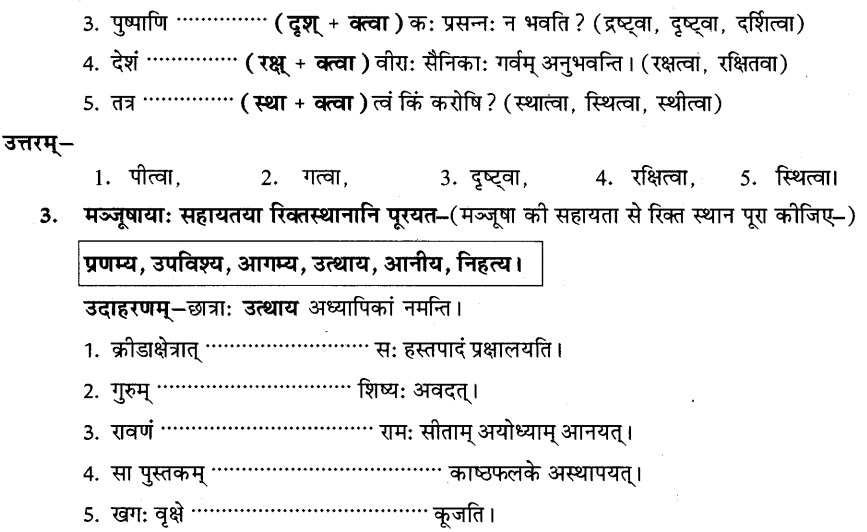 3. पुष्पाणि ............... (दृश् + क्त्वा) कः प्रसन्नः न भवति? (द्रष्ट्वा, दृष्ट्वा, दर्शित्वा)
4. देशं ............... (रक्ष् + क्त्वा) वीराः सैनिकाः गर्वम् अनुभवन्ति। (रक्षत्वा, रक्षितवा)
5. तत्र ............... (स्था + क्त्वा) त्वं किं करोषि? (स्थात्वा, स्थित्वा, स्थीत्वा)
उत्तरम्–
1. पीत्वा, 2. गत्वा, 3. दृष्ट्वा, 4. रक्षित्वा, 5. स्थित्वा।
3. मञ्जूषायाः सहायतया रिक्तस्थानानि पूरयत–(मञ्जूषा की सहायता से रिक्त स्थान पूरा कीजिए–)
प्रणम्य, उपविश्य, आगम्य, उत्थाय, आनीय, निहत्य।
उदाहरणम्–छात्राः उत्थाय अध्यापिकां नमन्ति।
1. क्रीडाक्षेत्रात् ........................... सः हस्तपादं प्रक्षालयति।
2. गुरुम् ................................ शिष्यः अवदत्।
3. रावणं ................................... रामः सीताम् अयोध्याम् आनयत्।
4. सा पुस्तकम् ...................................... काष्ठफलके अस्थापयत्।
5. खगः वृक्षे ....................................... कूजति।